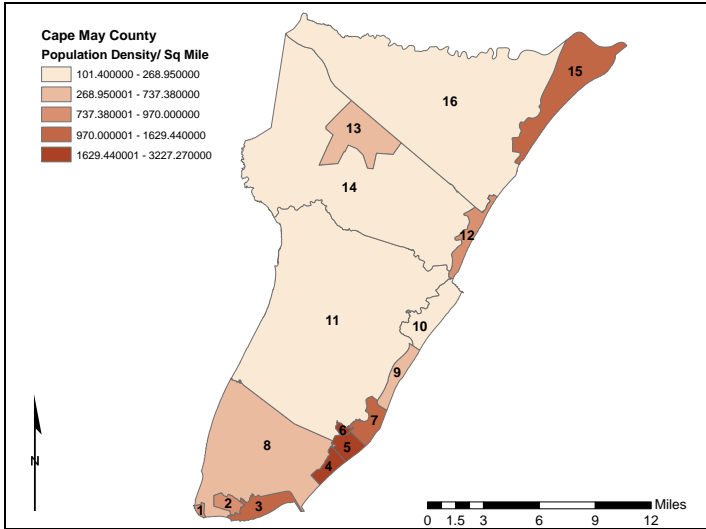 Cape May County
Population Density/ Sq Mile
101.400000 - 268.950000
268.950001 - 737.380000
737.380001 - 970.000000
970.000001 - 1629.440000
1629.440001 - 3227.270000
15
16
13
14
12
11
10
9
7
6
5
8
4
2
3
1
N
Miles
0 1.5 3 6 9 12